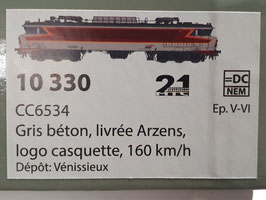 10 330
21
=DC
NEM
CC6534
Ep. V-VI
Gris béton, livrée Arzens,
logo casquette, 160 km/h
Dépôt: Vénissieux